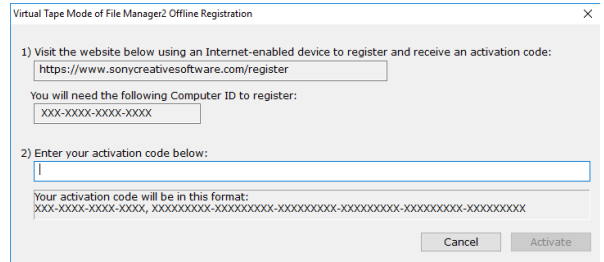 Virtual Tape Mode of File Manager2 Offline Registration
1) Visit the website below using an Internet-enabled device to register and receive an activation code:
https://www.sonycreativesoftware.com/register
You will need the following Computer ID to register:
XXX-XXXX-XXXX-XXXX
2) Enter your activation code below:
Your activation code will be in this format:
XXX-XXXX-XXXX-XXXX, XXXXXXXXX-XXXXXXXXX-XXXXXXXXX-XXXXXXXXX-XXXXXXXXX-XXXXXXXXX
Cancel
Activate